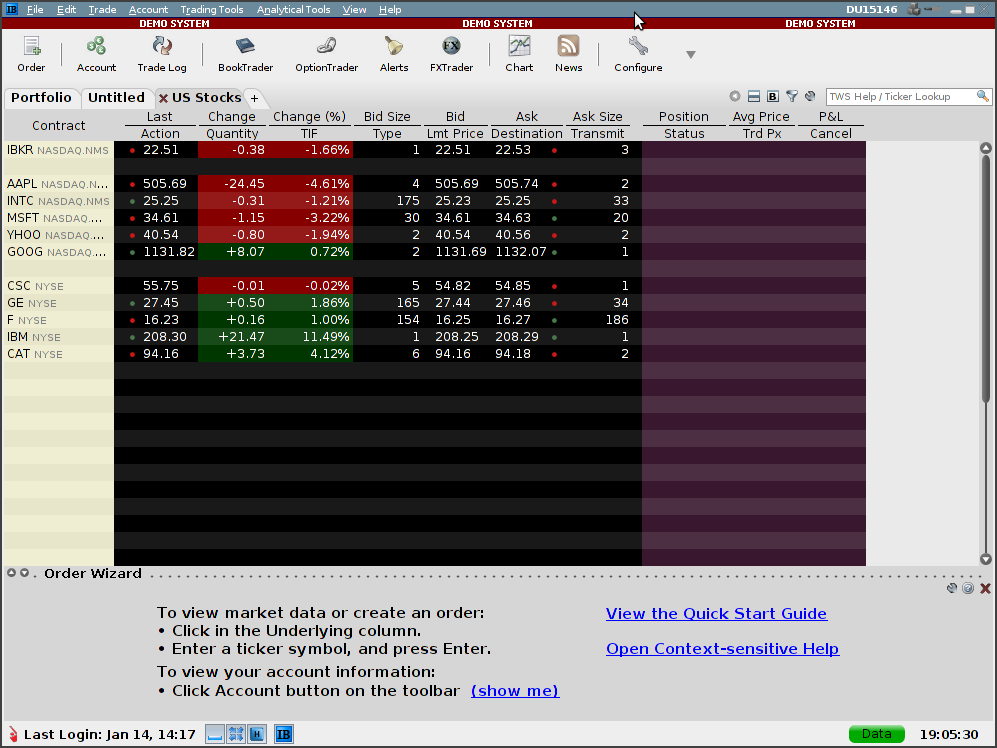 IB File Edit Trade Account Trading Tools Analytical Tools View Help DU15146
DEMO SYSTEM DEMO SYSTEM DEMO SYSTEM
Order Account Trade Log BookTrader OptionTrader Alerts FX FXTrader Chart News Configure
Portfolio Untitled US Stocks + B TWS Help / Ticker Lookup
Contract Last Change Change (%) Bid Size Bid Ask Ask Size Position Avg Price P&L
Action Quantity TIF Type Lmt Price Destination Transmit Status Trd Px Cancel
IBKR NASDAQ.NMS 22.51 -0.38 -1.66% 1 22.51 22.53 3
AAPL NASDAQ.N... 505.69 -24.45 -4.61% 4 505.69 505.74 2
INTC NASDAQ.NMS 25.25 -0.31 -1.21% 175 25.23 25.25 33
MSFT NASDAQ.... 34.61 -1.15 -3.22% 30 34.61 34.63 20
YHOO NASDAQ.... 40.54 -0.80 -1.94% 2 40.54 40.56 2
GOOG NASDAQ.... 1131.82 +8.07 0.72% 2 1131.69 1132.07 1
CSC NYSE 55.75 -0.01 -0.02% 5 54.82 54.85 1
GE NYSE 27.45 +0.50 1.86% 165 27.44 27.46 34
F NYSE 16.23 +0.16 1.00% 154 16.25 16.27 186
IBM NYSE 208.30 +21.47 11.49% 1 208.25 208.29 1
CAT NYSE 94.16 +3.73 4.12% 6 94.16 94.18 2
Order Wizard
To view market data or create an order:
• Click in the Underlying column.
• Enter a ticker symbol, and press Enter.
To view your account information:
• Click Account button on the toolbar (show me)
View the Quick Start Guide
Open Context-sensitive Help
Last Login: Jan 14, 14:17 H IB Data 19:05:30